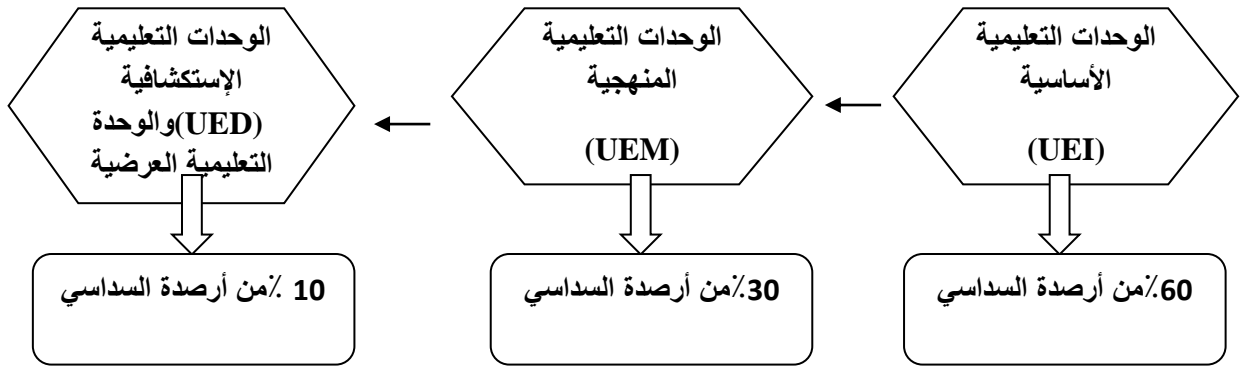 الوحدات التعليمية
الأساسية
(UEI)
الوحدات التعليمية
المنهجية
(UEM)
الوحدات التعليمية
الإستكشافية
(UED)والوحدة
التعليمية العرضية
60٪من أرصدة السداسي
30٪من أرصدة السداسي
10 ٪من أرصدة السداسي